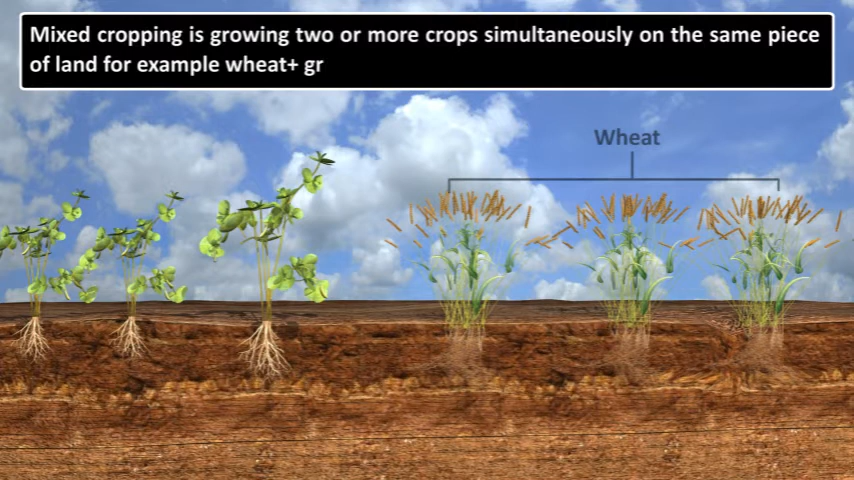 Mixed cropping is growing two or more crops simultaneously on the same piece
of land for example wheat+ gr
Wheat